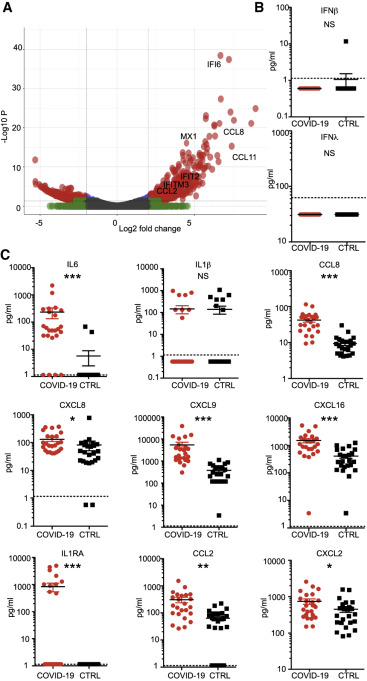 A
40
30
20
10
0
-Log10 P
-5
0
5
10
Log2 fold change
IFI6
MX1
CCL8
CCL11
IFIT2
IFITM3
CCL2
B
IFNβ
NS
pg/ml
100
10
1
0.1
COVID-19 CTRL
IFNλ
NS
pg/ml
1000
100
10
COVID-19 CTRL
C
IL6
***
pg/ml
10000
1000
100
10
1
COVID-19 CTRL
IL1β
NS
pg/ml
10000
1000
100
10
1
0.1
COVID-19 CTRL
CCL8
***
pg/ml
1000
100
10
1
COVID-19 CTRL
CXCL8
*
pg/ml
10000
1000
100
10
1
0.1
COVID-19 CTRL
CXCL9
***
pg/ml
100000
10000
1000
100
10
1
COVID-19 CTRL
CXCL16
***
pg/ml
10000
1000
100
10
1
COVID-19 CTRL
IL1RA
***
pg/ml
10000
1000
100
10
1
COVID-19 CTRL
CCL2
**
pg/ml
10000
1000
100
10
1
COVID-19 CTRL
CXCL2
*
pg/ml
10000
1000
100
10
COVID-19 CTRL